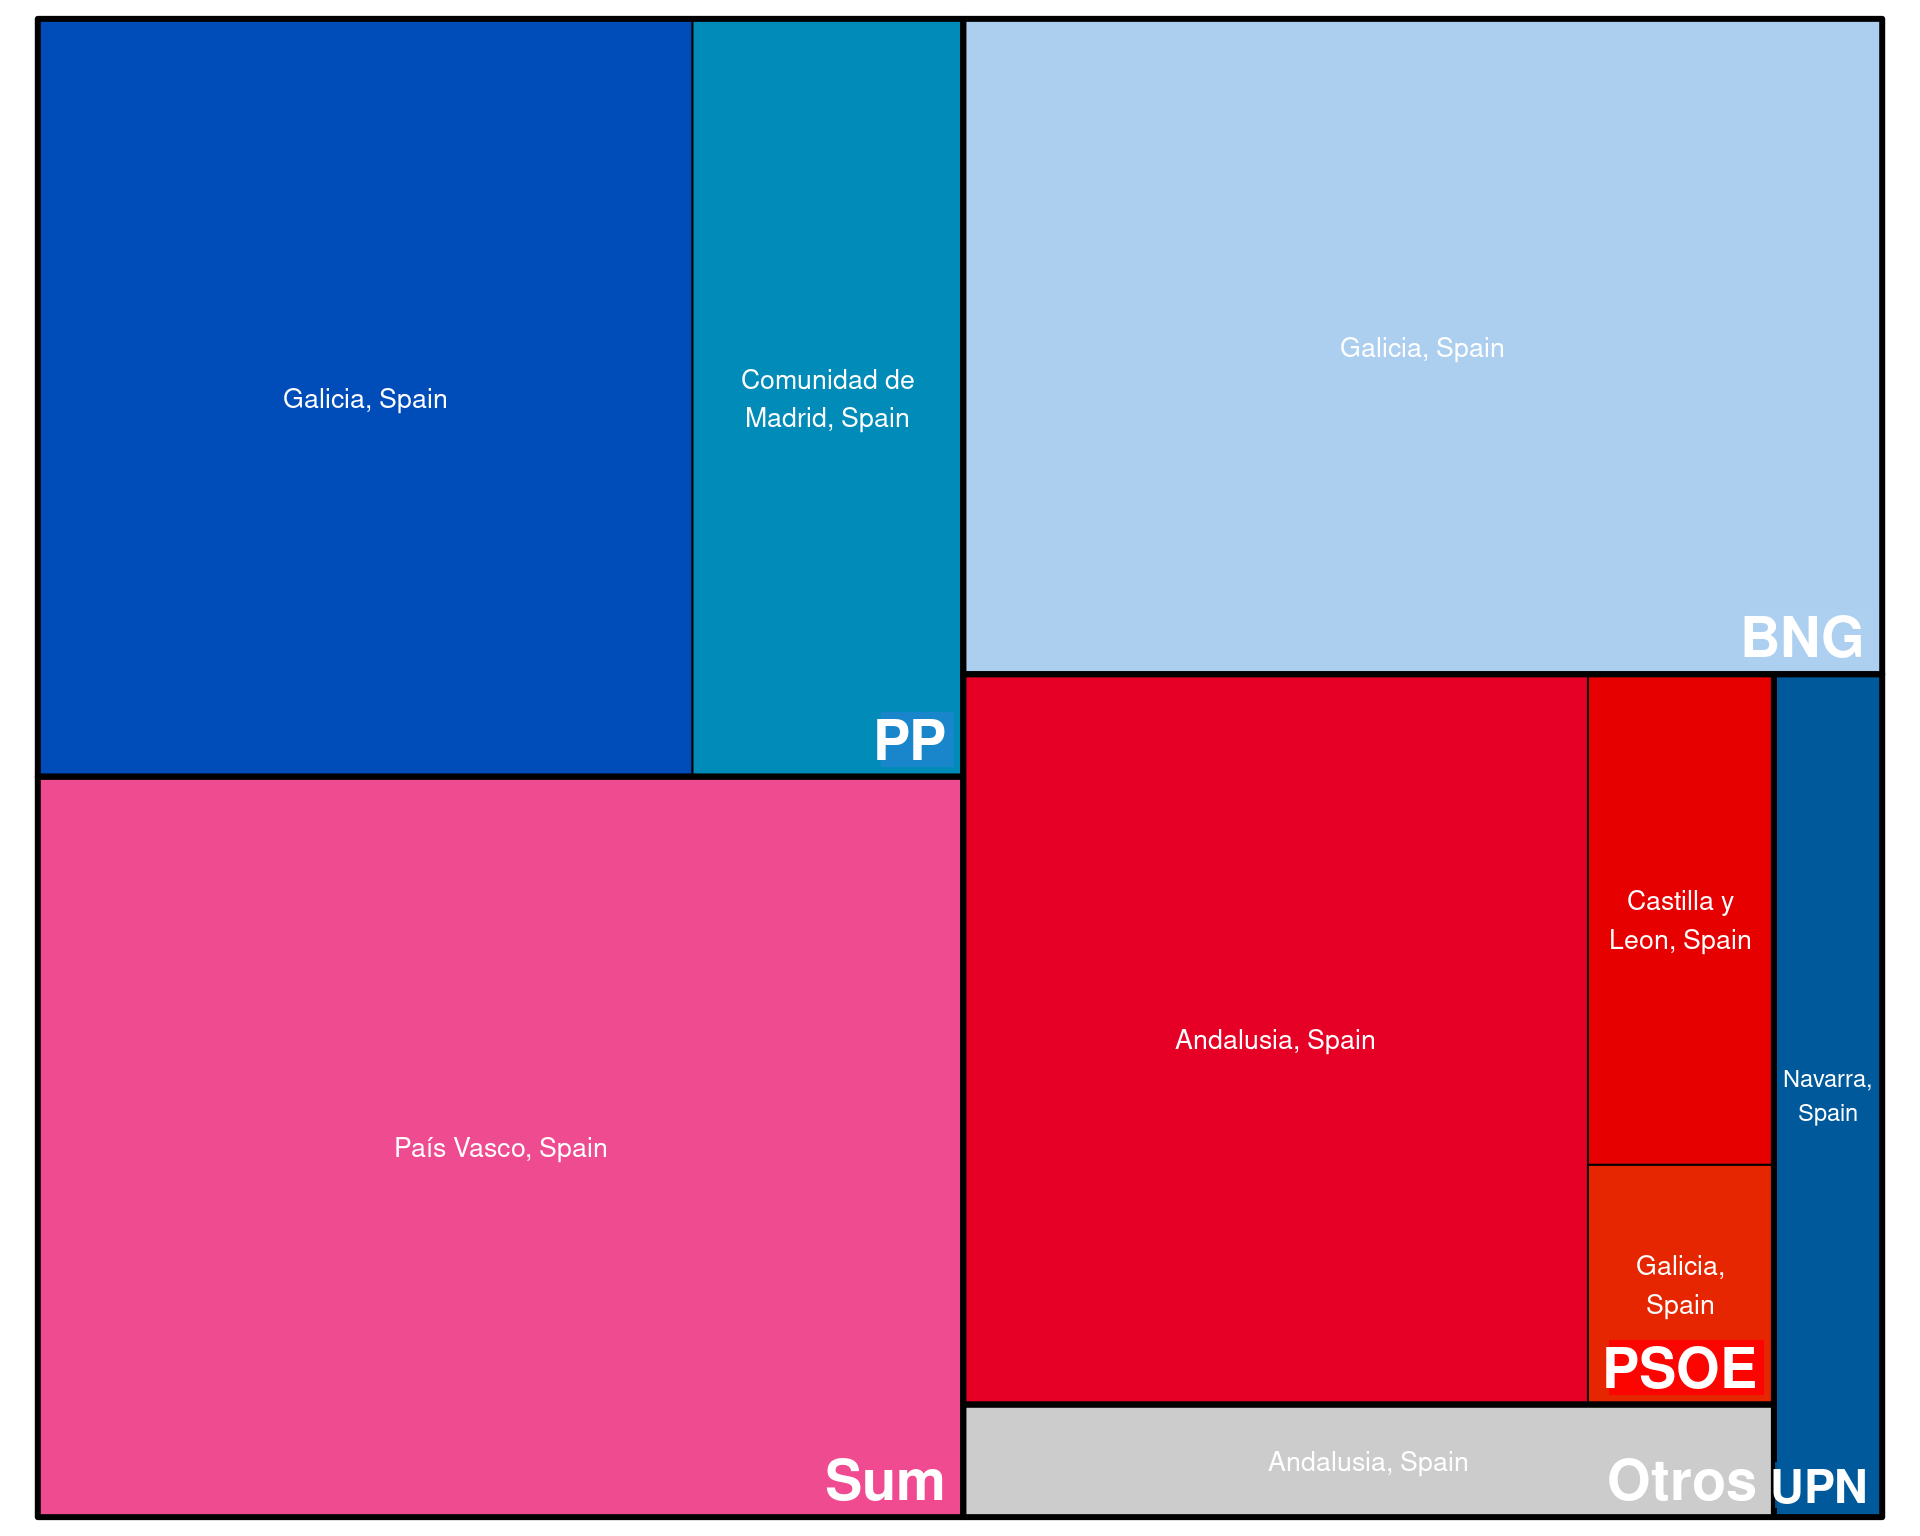 Galicia, Spain
Comunidad de
Madrid, Spain
PP
Galicia, Spain
BNG
País Vasco, Spain
Sum
Andalusia, Spain
Castilla y
Leon, Spain
Galicia,
Spain
PSOE
Navarra,
Spain
UPN
Andalusia, Spain
Otros